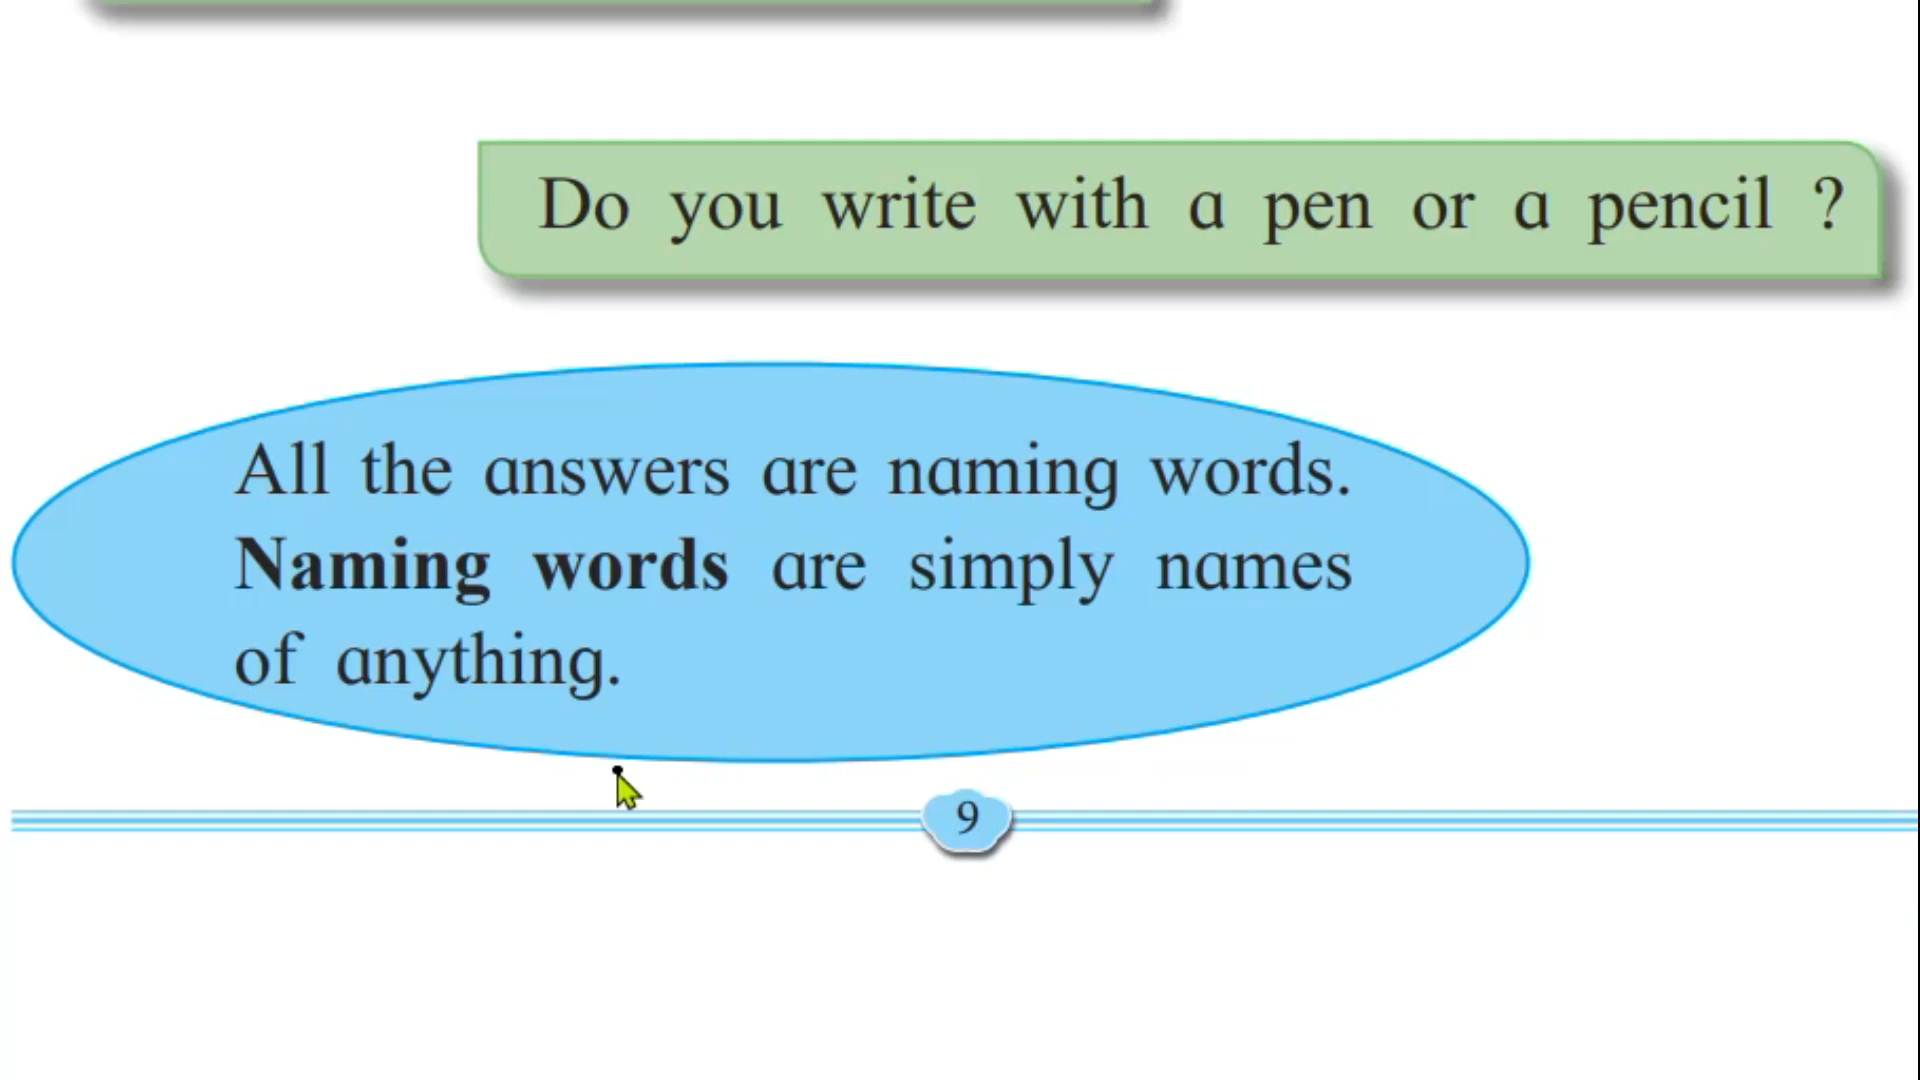 Do you write with a pen or a pencil ?
All the answers are naming words.
Naming words are simply names
of anything.
9